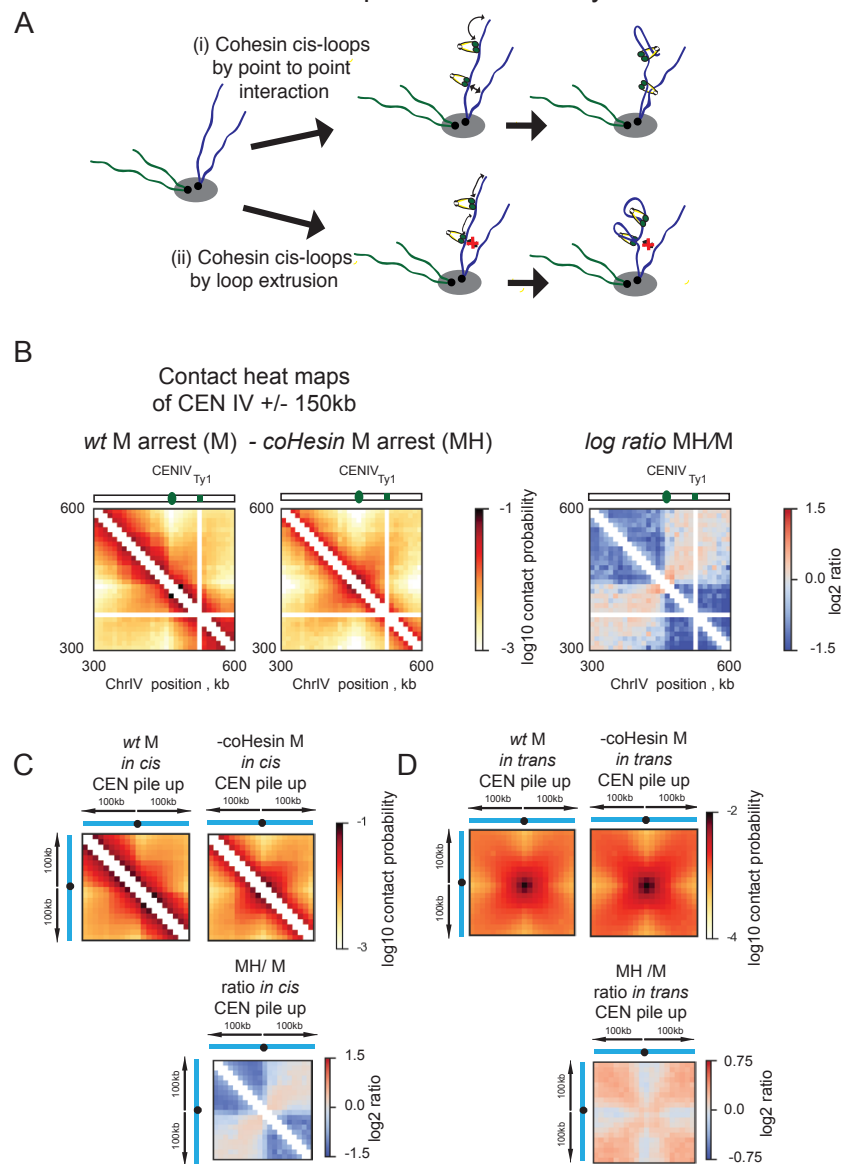 A
(i) Cohesin cis-loops
by point to point
interaction
(ii) Cohesin cis-loops
by loop extrusion
B
Contact heat maps
of CEN IV +/- 150kb
wt M arrest (M)
- coHesin M arrest (MH)
log ratio MH/M
CENIV
Ty1
CENIV
Ty1
CENIV
Ty1
600
300
300
600
ChrIV position , kb
600
300
300
600
ChrIV position , kb
-1
-3
log10 contact probability
600
300
300
600
ChrIV position , kb
1.5
0.0
-1.5
log2 ratio
C
wt M
in cis
CEN pile up
100kb
100kb
100kb
100kb
-coHesin M
in cis
CEN pile up
100kb
100kb
-1
-3
log10 contact probability
MH/ M
ratio in cis
CEN pile up
100kb
100kb
100kb
100kb
1.5
0.0
-1.5
log2 ratio
D
wt M
in trans
CEN pile up
100kb
100kb
100kb
100kb
-coHesin M
in trans
CEN pile up
100kb
100kb
-2
-4
log10 contact probability
MH /M
ratio in trans
CEN pile up
100kb
100kb
100kb
100kb
0.75
0.0
-0.75
log2 ratio